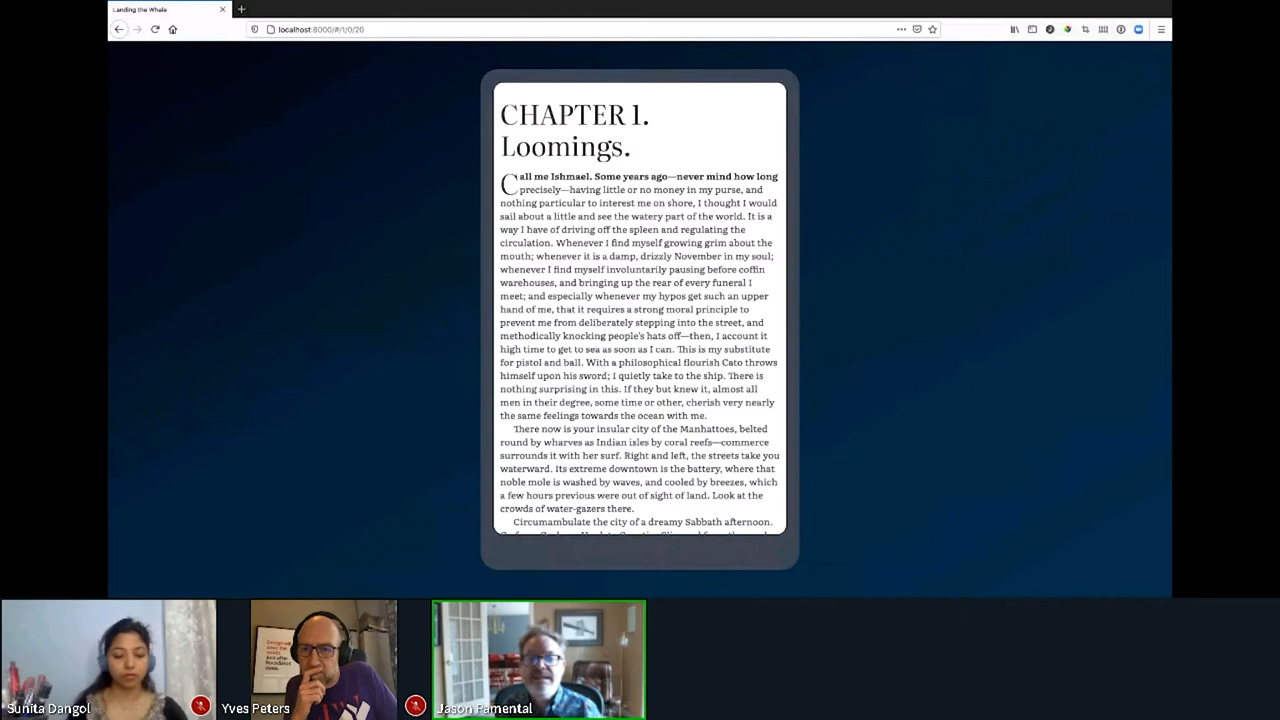 Landing the Whale
localhost:8000/#/1/0/20
CHAPTER 1.
Loomings.
Call me Ishmael. Some years ago—never mind how long
precisely—having little or no money in my purse, and
nothing particular to interest me on shore, I thought I would
sail about a little and see the watery part of the world. It is a
way I have of driving off the spleen and regulating the
circulation. Whenever I find myself growing grim about the
mouth; whenever it is a damp, drizzly November in my soul;
whenever I find myself involuntarily pausing before coffin
warehouses, and bringing up the rear of every funeral I
meet; and especially whenever my hypos get such an upper
hand of me, that it requires a strong moral principle to
prevent me from deliberately stepping into the street, and
methodically knocking people's hats off—then, I account it
high time to get to sea as soon as I can. This is my substitute
for pistol and ball. With a philosophical flourish Cato throws
himself upon his sword; I quietly take to the ship. There is
nothing surprising in this. If they but knew it, almost all
men in their degree, some time or other, cherish very nearly
the same feelings towards the ocean with me.
There now is your insular city of the Manhattoes, belted
round by wharves as Indian isles by coral reefs—commerce
surrounds it with her surf. Right and left, the streets take you
waterward. Its extreme downtown is the battery, where that
noble mole is washed by waves, and cooled by breezes, which
a few hours previous were out of sight of land. Look at the
crowds of water-gazers there.
Circumambulate the city of a dreamy Sabbath afternoon.
Sunita Dangol
Yves Peters
Jason Pamental